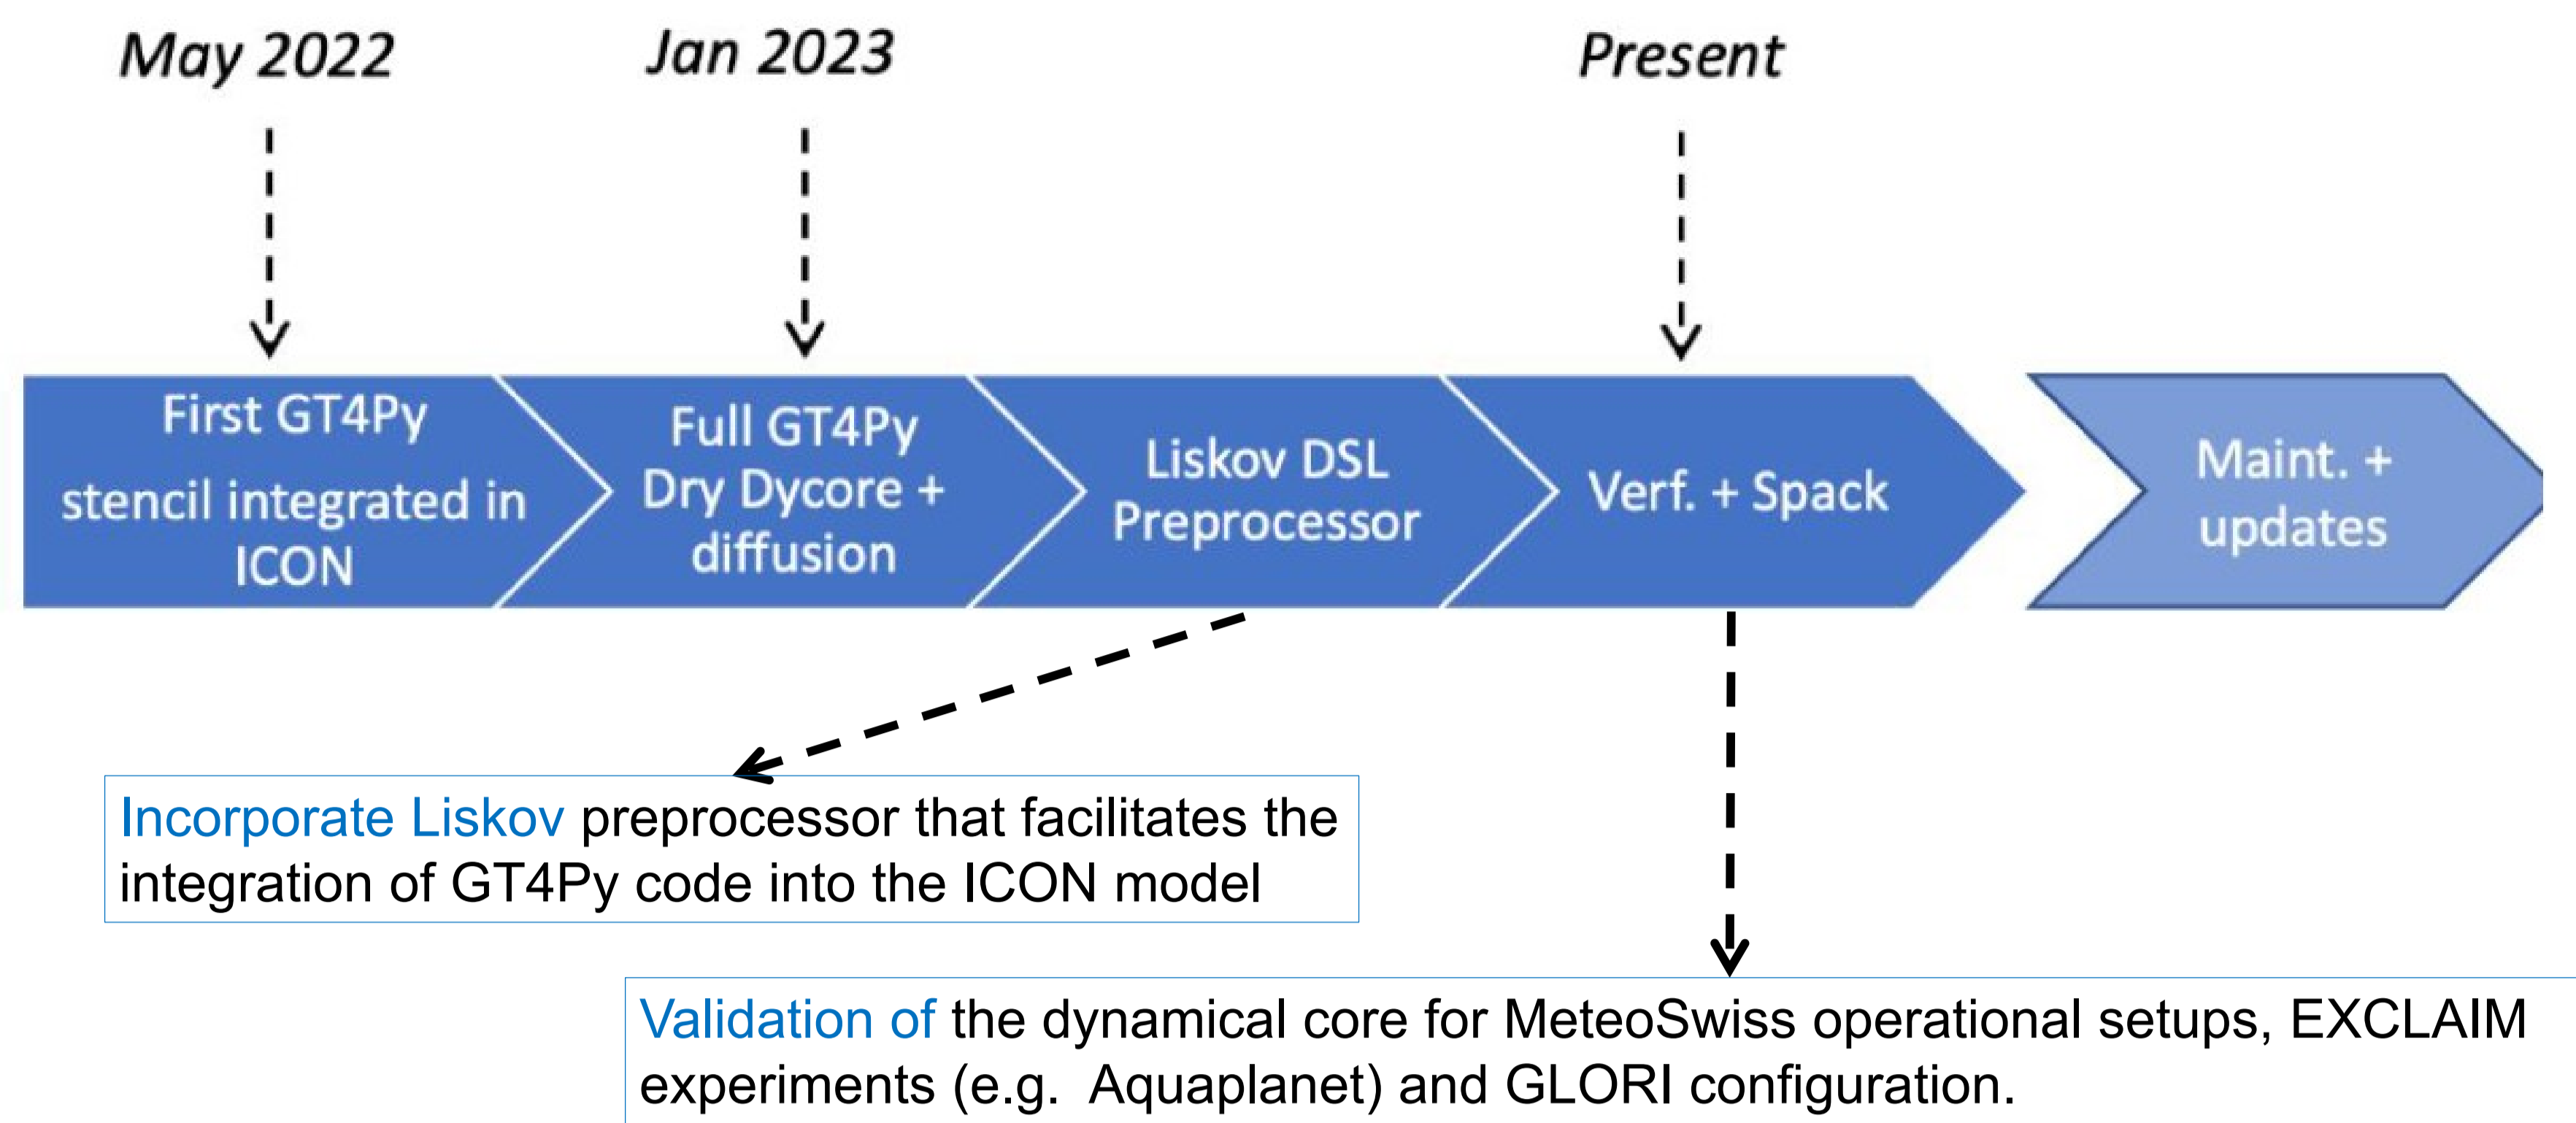 May 2022
Jan 2023
Present
First GT4Py
stencil integrated in
ICON
Full GT4Py
Dry Dycore +
diffusion
Liskov DSL
Preprocessor
Verf. + Spack
Maint. +
updates
Incorporate Liskov preprocessor that facilitates the
integration of GT4Py code into the ICON model
Validation of the dynamical core for MeteoSwiss operational setups, EXCLAIM
experiments (e.g. Aquaplanet) and GLORI configuration.